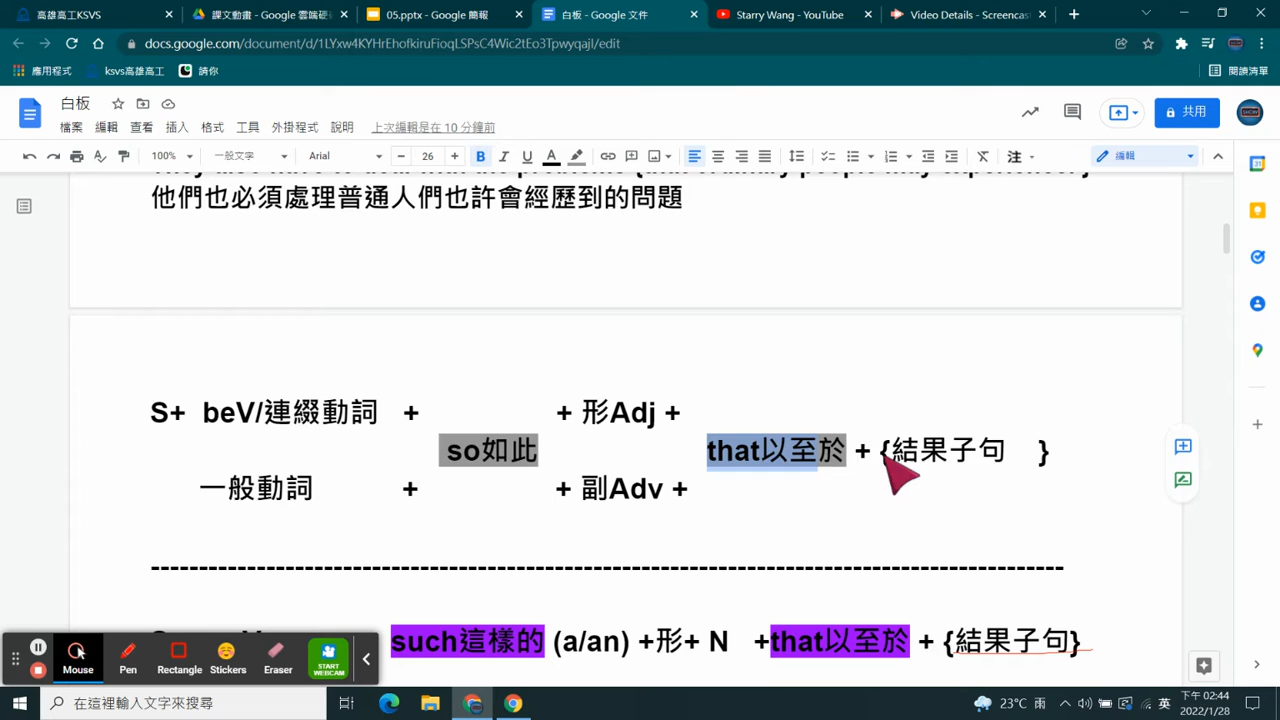 高雄高工KSVS
課文動畫 - Google 雲端硬
05.pptx - Google 簡報
白板 - Google 文件
Starry Wang - YouTube
Video Details - Screencas
docs.google.com/document/d/1LYxw4KYHrEhofkiruFioqLSPsC4Wic2tEo3TpwyqajI/edit
應用程式
ksvs高雄高工
請你
閱讀清單
白板
檔案 編輯 查看 插入 格式 工具 外掛程式 說明 上次編輯是在 10 分鐘前
共用
100% 一般文字 Arial − 26 + B I U A 注 編輯
他們也必須處理普通人們也許會經歷到的問題
S+ beV/連綴動詞 + + 形Adj +
so如此 that以至於 + {結果子句 }
一般動詞 + + 副Adv +
-----------------------------------------------------------------------------------------------
such這樣的 (a/an) +形+ N +that以至於 + {結果子句}
Mouse Pen Rectangle Stickers Eraser START WEBCAM
在這裡輸入文字來搜尋
23°C 雨
英
下午 02:44
2022/1/28